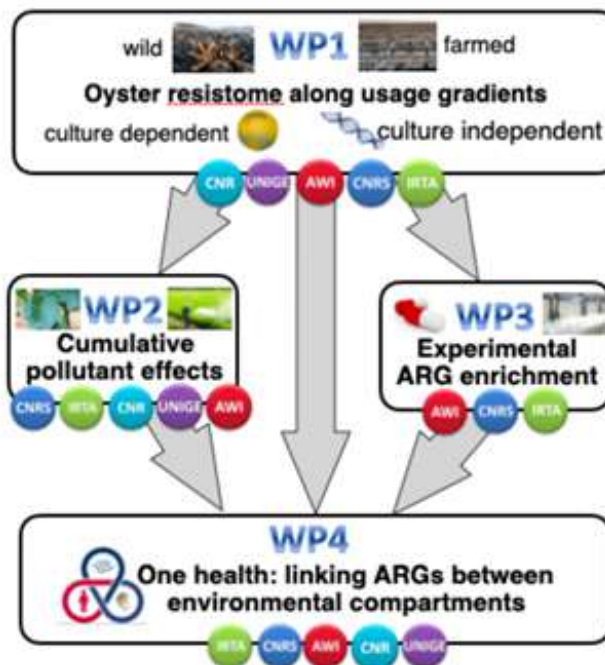 wild WP1 farmed
Oyster resistome along usage gradients
culture dependent culture independent
CNR UNIGE AWI CNRS IRTA
WP2
Cumulative
pollutant effects
CNRS IRTA CNR UNIGE AWI
WP3
Experimental
ARG enrichment
AWI CNRS IRTA
WP4
One health: linking ARGs between
environmental compartments
IRTA CNRS AWI CNR UNIGE